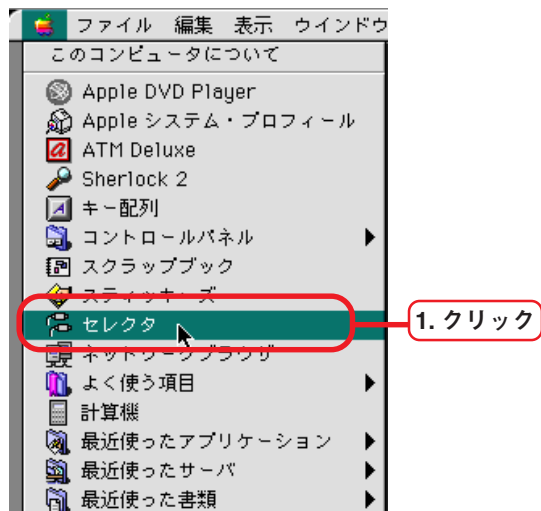 ファイル 編集 表示 ウインドウ
このコンピュータについて
Apple DVD Player
Apple システム・プロフィール
ATM Deluxe
Sherlock 2
キー配列
コントロールパネル
スクラップブック
スティッキーズ
セレクタ
1. クリック
ネットワークブラウザ
よく使う項目
計算機
最近使ったアプリケーション
最近使ったサーバ
最近使った書類